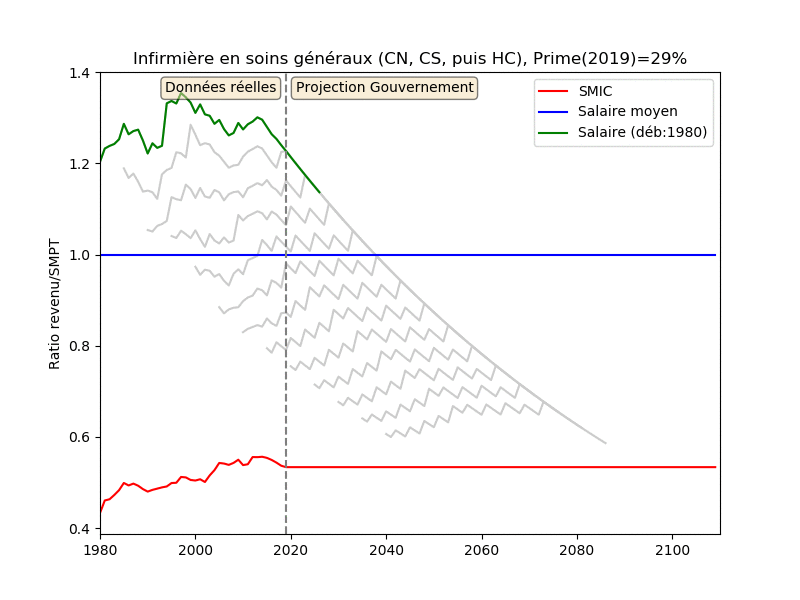 Infirmière en soins généraux (CN, CS, puis HC), Prime(2019)=29%
Données réelles
Projection Gouvernement
SMIC
Salaire moyen
Salaire (déb:1980)
Ratio revenu/SMPT
1.4
1.2
1.0
0.8
0.6
0.4
1980 2000 2020 2040 2060 2080 2100